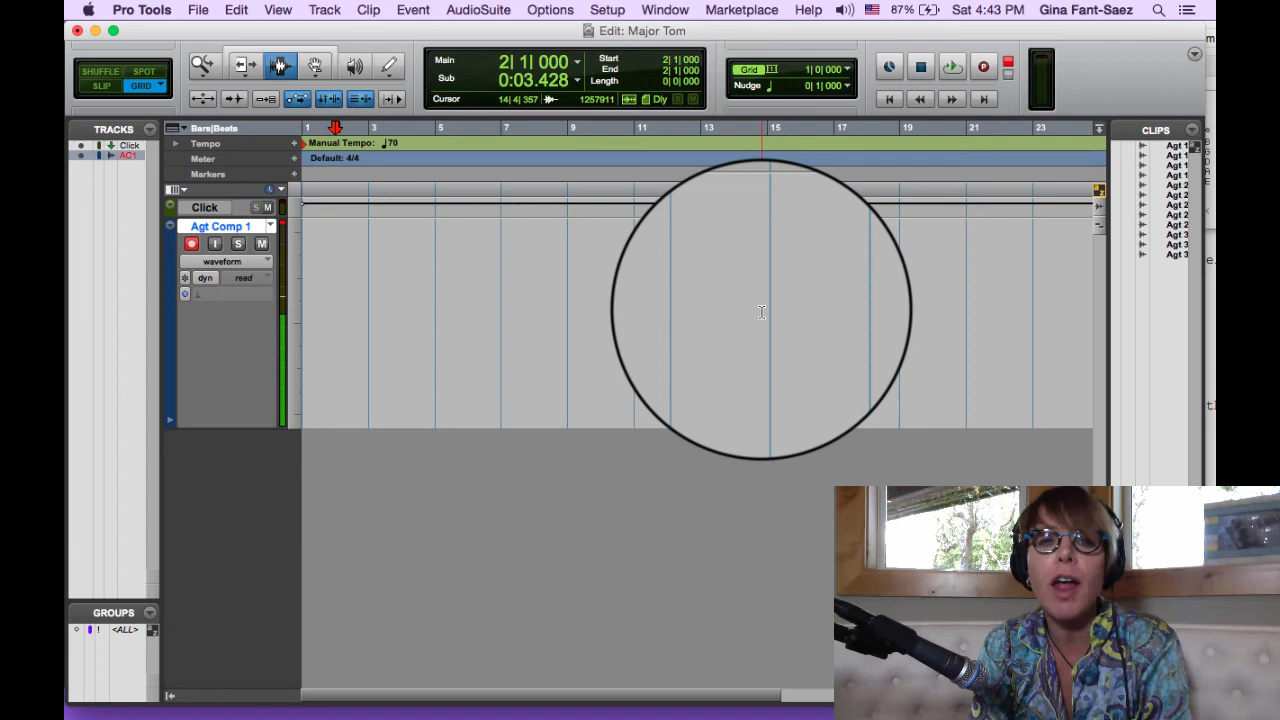 Pro Tools File Edit View Track Clip Event AudioSuite Options Setup Window Marketplace Help 87% Sat 4:43 PM Gina Fant-Saez
Edit: Major Tom
SHUFFLE SPOT
SLIP GRID
Main 2| 1| 000
Sub 0:03.428
Start 2| 1| 000
End 2| 1| 000
Length 0| 0| 000
Cursor 14| 4| 357 1257911 Dly S M
Grid 1| 0| 000
Nudge 0| 1| 000
TRACKS
Click
AC1
Bars|Beats 1 3 5 7 9 11 13 15 17 19 21 23
Tempo + Manual Tempo: 70
Meter + Default: 4/4
Markers +
Click S M
Agt Comp 1
I S M
waveform
dyn read
CLIPS
Agt 1
Agt 1
Agt 1
Agt 1
Agt 2
Agt 2
Agt 2
Agt 2
Agt 2
Agt 3
Agt 3
Agt 3
GROUPS
! <ALL>